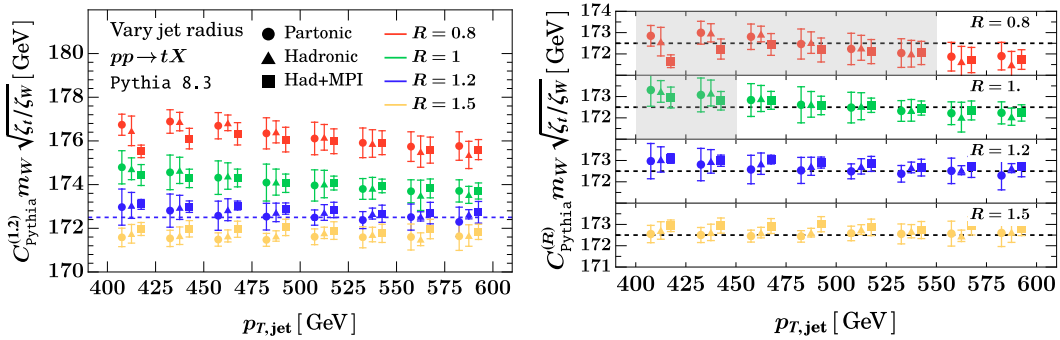 Vary jet radius
pp→tX
Pythia 8.3
Partonic
Hadronic
Had+MPI
R = 0.8
R = 1
R = 1.2
R = 1.5
C_Pythia^(1.2) m_W √ζ_t/ζ_W [GeV]
180
178
176
174
172
170
400 425 450 475 500 525 550 575 600
p_T,jet [GeV]
C_Pythia^(R) m_W √ζ_t/ζ_W [GeV]
174
173
172
R = 0.8
173
172
R = 1.
173
172
R = 1.2
173
172
171
R = 1.5
400 425 450 475 500 525 550 575 600
p_T,jet [GeV]